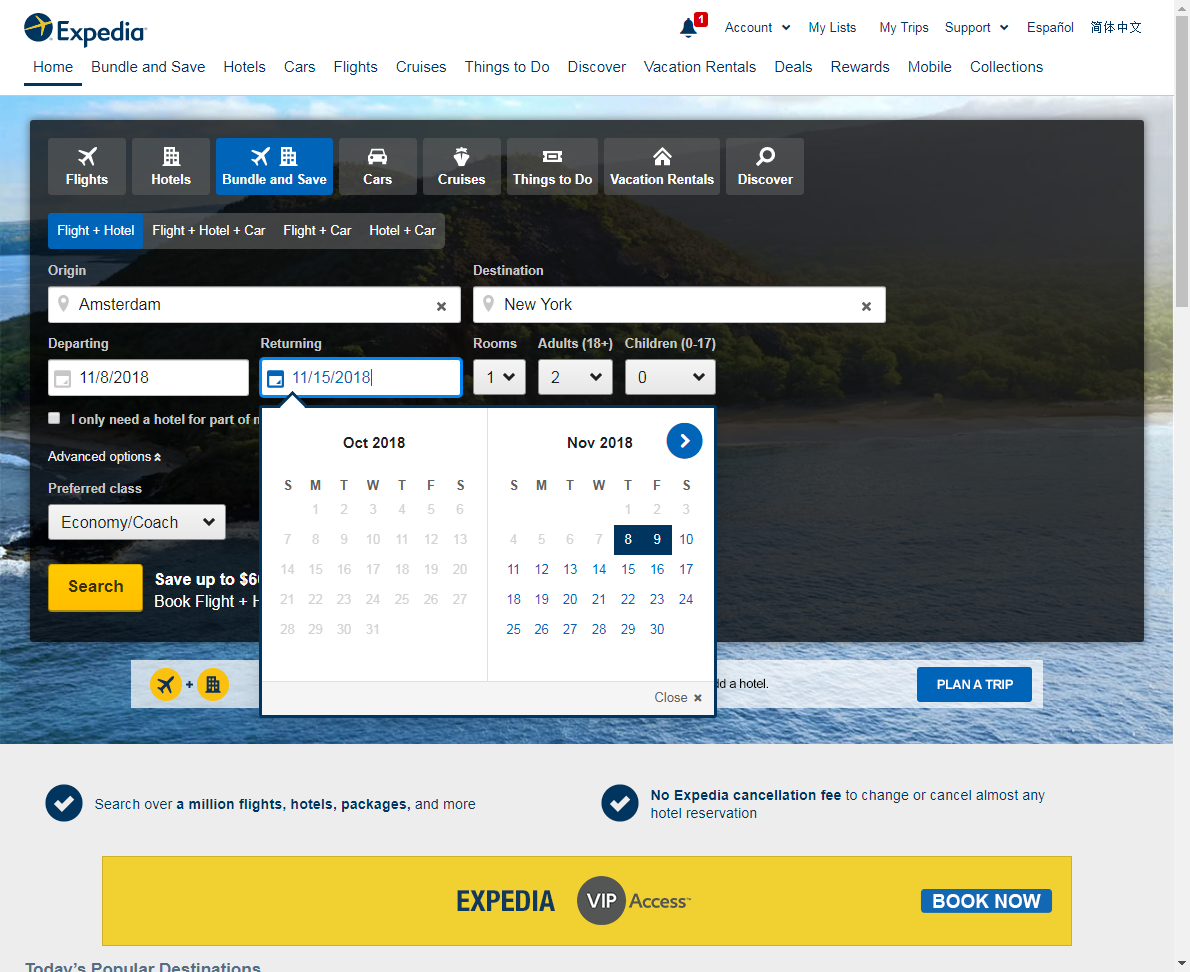 Expedia
1
Account
My Lists
My Trips
Support
Español
简体中文
Home Bundle and Save Hotels Cars Flights Cruises Things to Do Discover Vacation Rentals Deals Rewards Mobile Collections
Flights Hotels Bundle and Save Cars Cruises Things to Do Vacation Rentals Discover
Flight + Hotel Flight + Hotel + Car Flight + Car Hotel + Car
Origin Destination
Amsterdam × New York ×
Departing Returning Rooms Adults (18+) Children (0-17)
11/8/2018 11/15/2018 1 2 0
I only need a hotel for part of m
Advanced options
Preferred class
Economy/Coach
Search
Save up to $6
Book Flight + H
Oct 2018
S M T W T F S
1 2 3 4 5 6
7 8 9 10 11 12 13
14 15 16 17 18 19 20
21 22 23 24 25 26 27
28 29 30 31
Nov 2018
S M T W T F S
1 2 3
4 5 6 7 8 9 10
11 12 13 14 15 16 17
18 19 20 21 22 23 24
25 26 27 28 29 30
Close ×
+
d a hotel.
PLAN A TRIP
Search over a million flights, hotels, packages, and more
No Expedia cancellation fee to change or cancel almost any
hotel reservation
EXPEDIA VIP Access™
BOOK NOW
Today's Popular Destinations